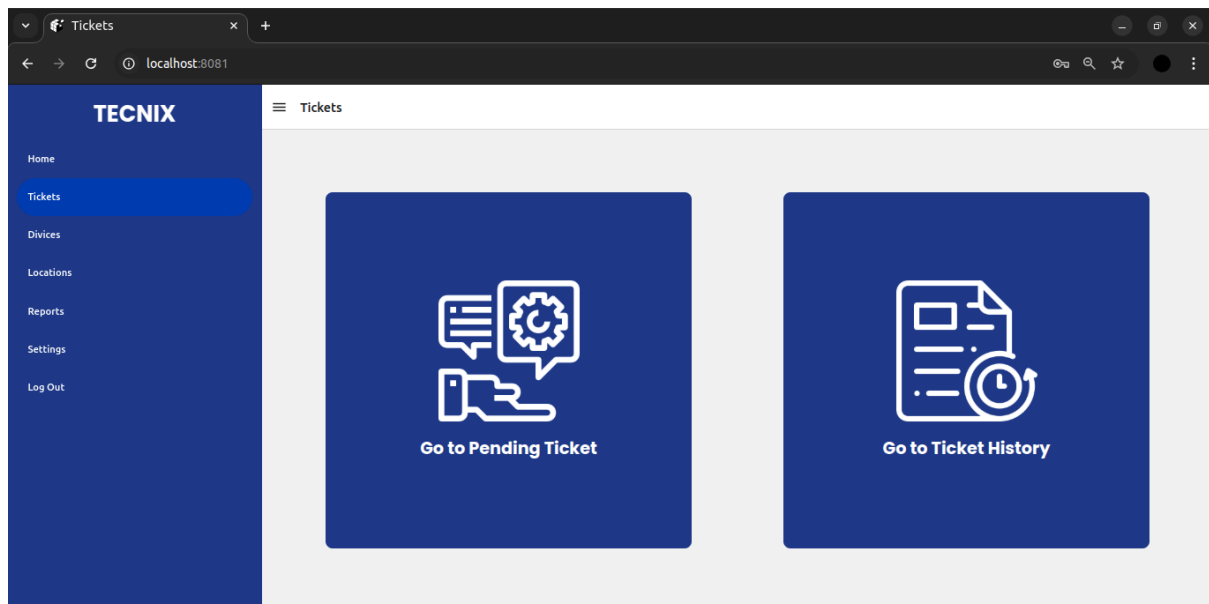 Tickets
localhost:8081
TECNIX
Tickets
Home
Tickets
Divices
Locations
Reports
Settings
Log Out
Go to Pending Ticket
Go to Ticket History